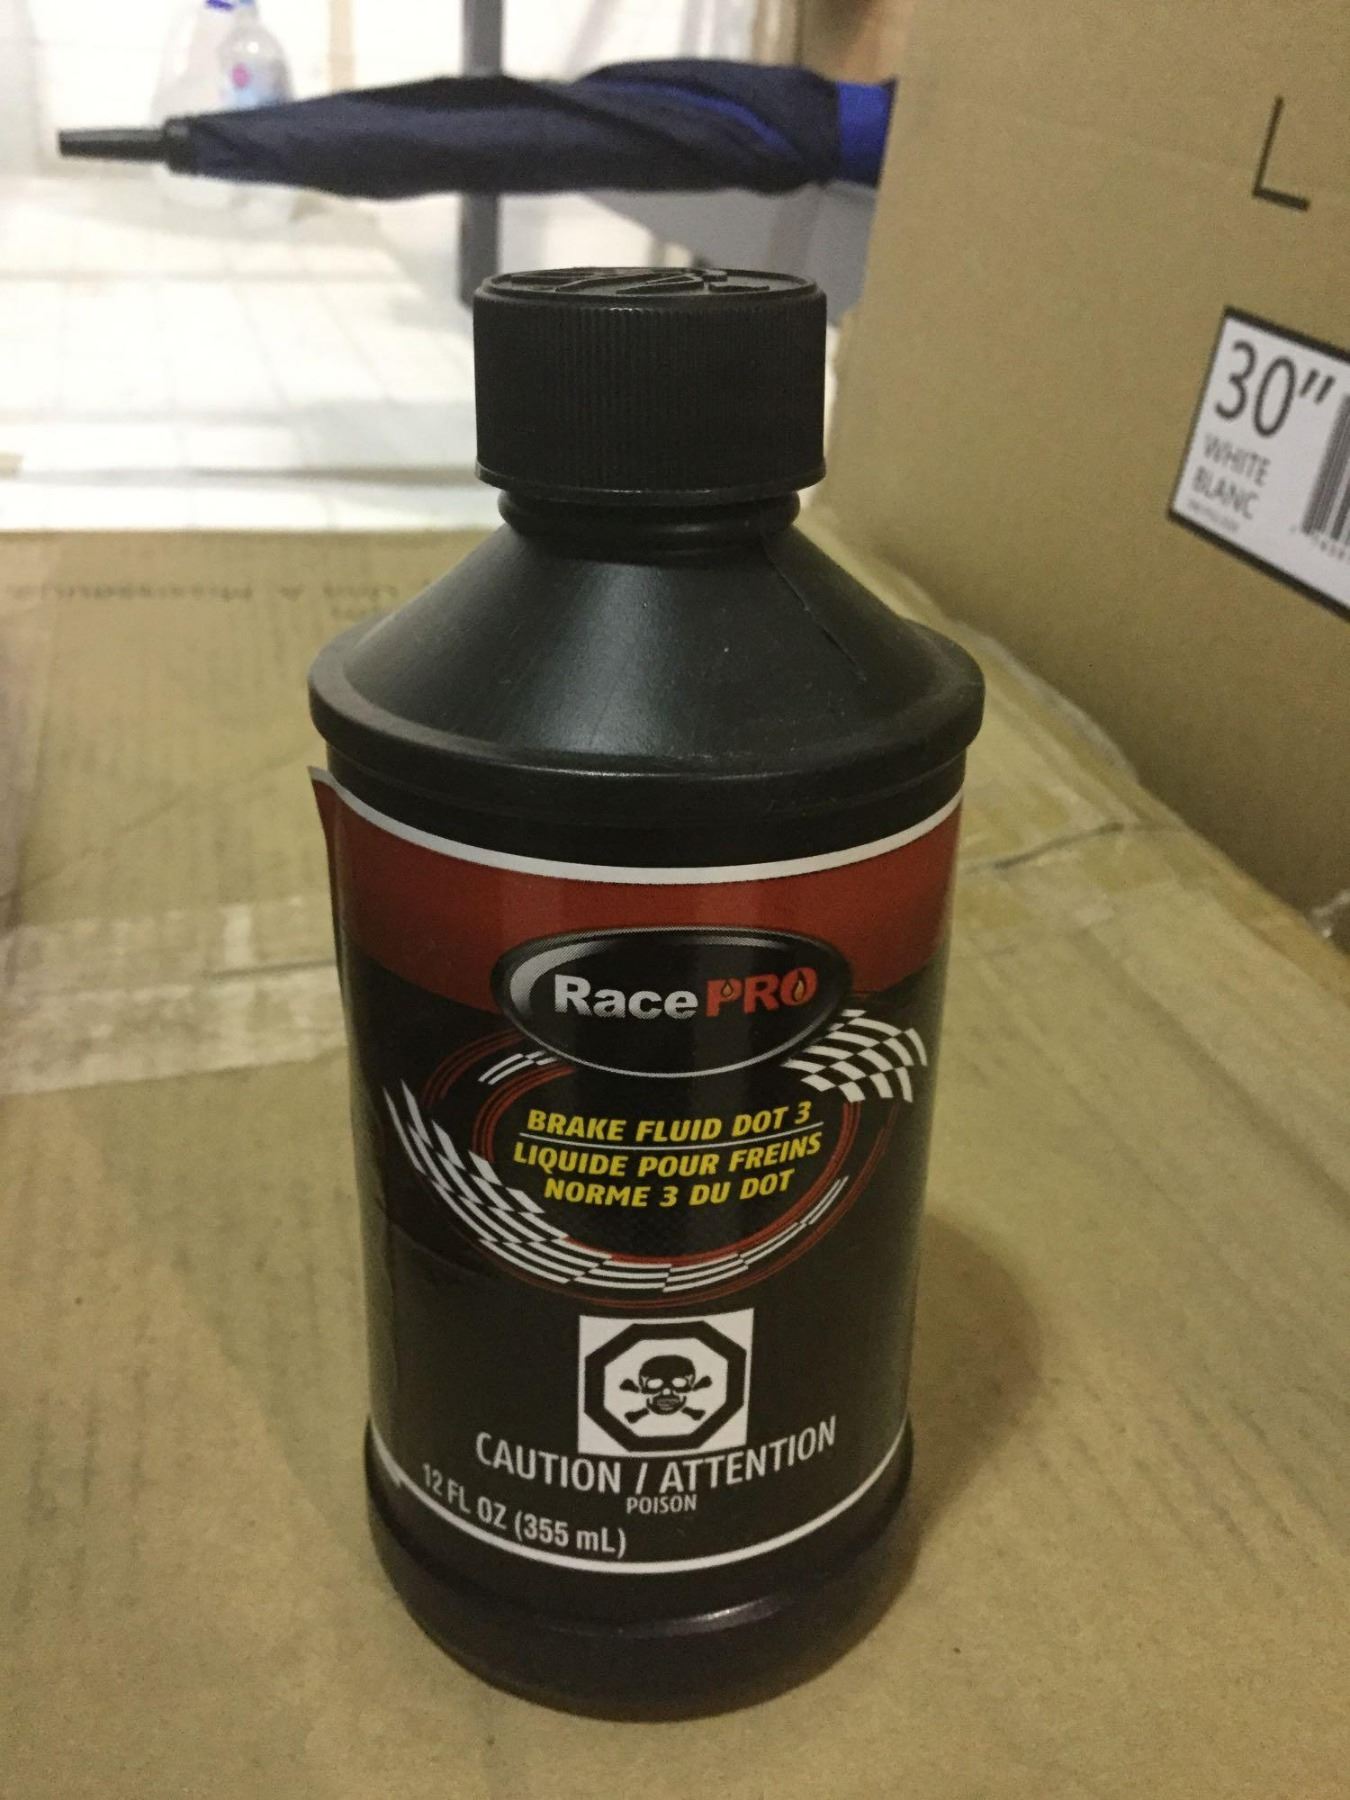 L
30"
WHITE
BLANC
RacePRO
BRAKE FLUID DOT 3
LIQUIDE POUR FREINS
NORME 3 DU DOT
CAUTION / ATTENTION
POISON
12 FL OZ (355 mL)